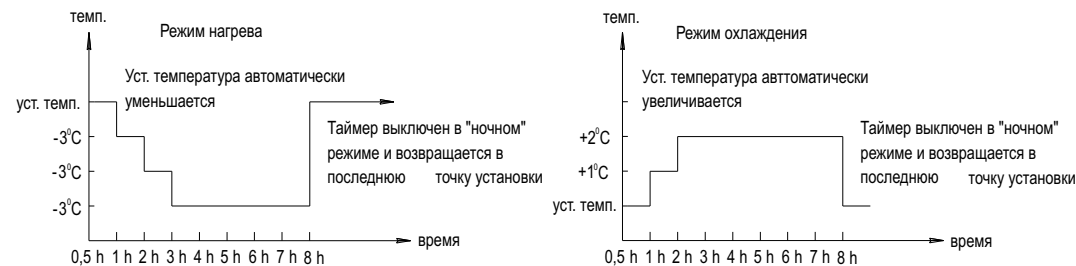 темп.
Режим нагрева
Уст. температура автоматически
уменьшается
уст. темп.
-3⁰C
-3⁰C
-3⁰C
Таймер выключен в "ночном"
режиме и возвращается в
последнюю точку установки
время
0,5 h 1 h 2 h 3 h 4 h 5 h 6 h 7 h 8 h
темп.
Режим охлаждения
Уст. температура авттоматически
увеличивается
+2⁰C
+1⁰C
уст. темп.
Таймер выключен в "ночном"
режиме и возвращается в
последнюю точку установки
время
0,5 h 1 h 2 h 3 h 4 h 5 h 6 h 7 h 8 h